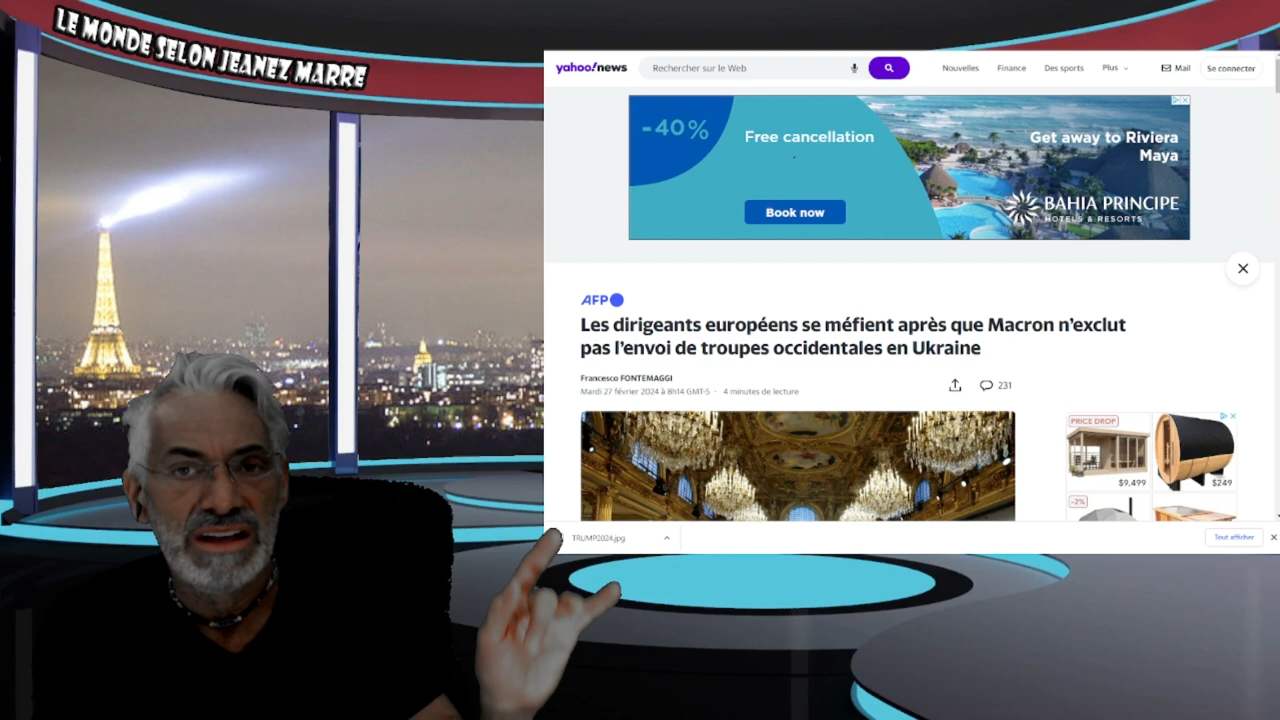 LE MONDE SELON JEANEZ MARRE
yahoo!news
Rechercher sur le Web
Nouvelles
Finance
Des sports
Plus
Mail
Se connecter
-40%
Free cancellation
Book now
Get away to Riviera
Maya
BAHIA PRINCIPE
HOTELS & RESORTS
AFP
Les dirigeants européens se méfient après que Macron n'exclut
pas l'envoi de troupes occidentales en Ukraine
Francesco FONTEMAGGI
Mardi 27 février 2024 à 8h14 GMT-5 · 4 minutes de lecture
231
PRICE DROP
$9,499
$249
-2%
TRUMP2024.jpg
Tout afficher